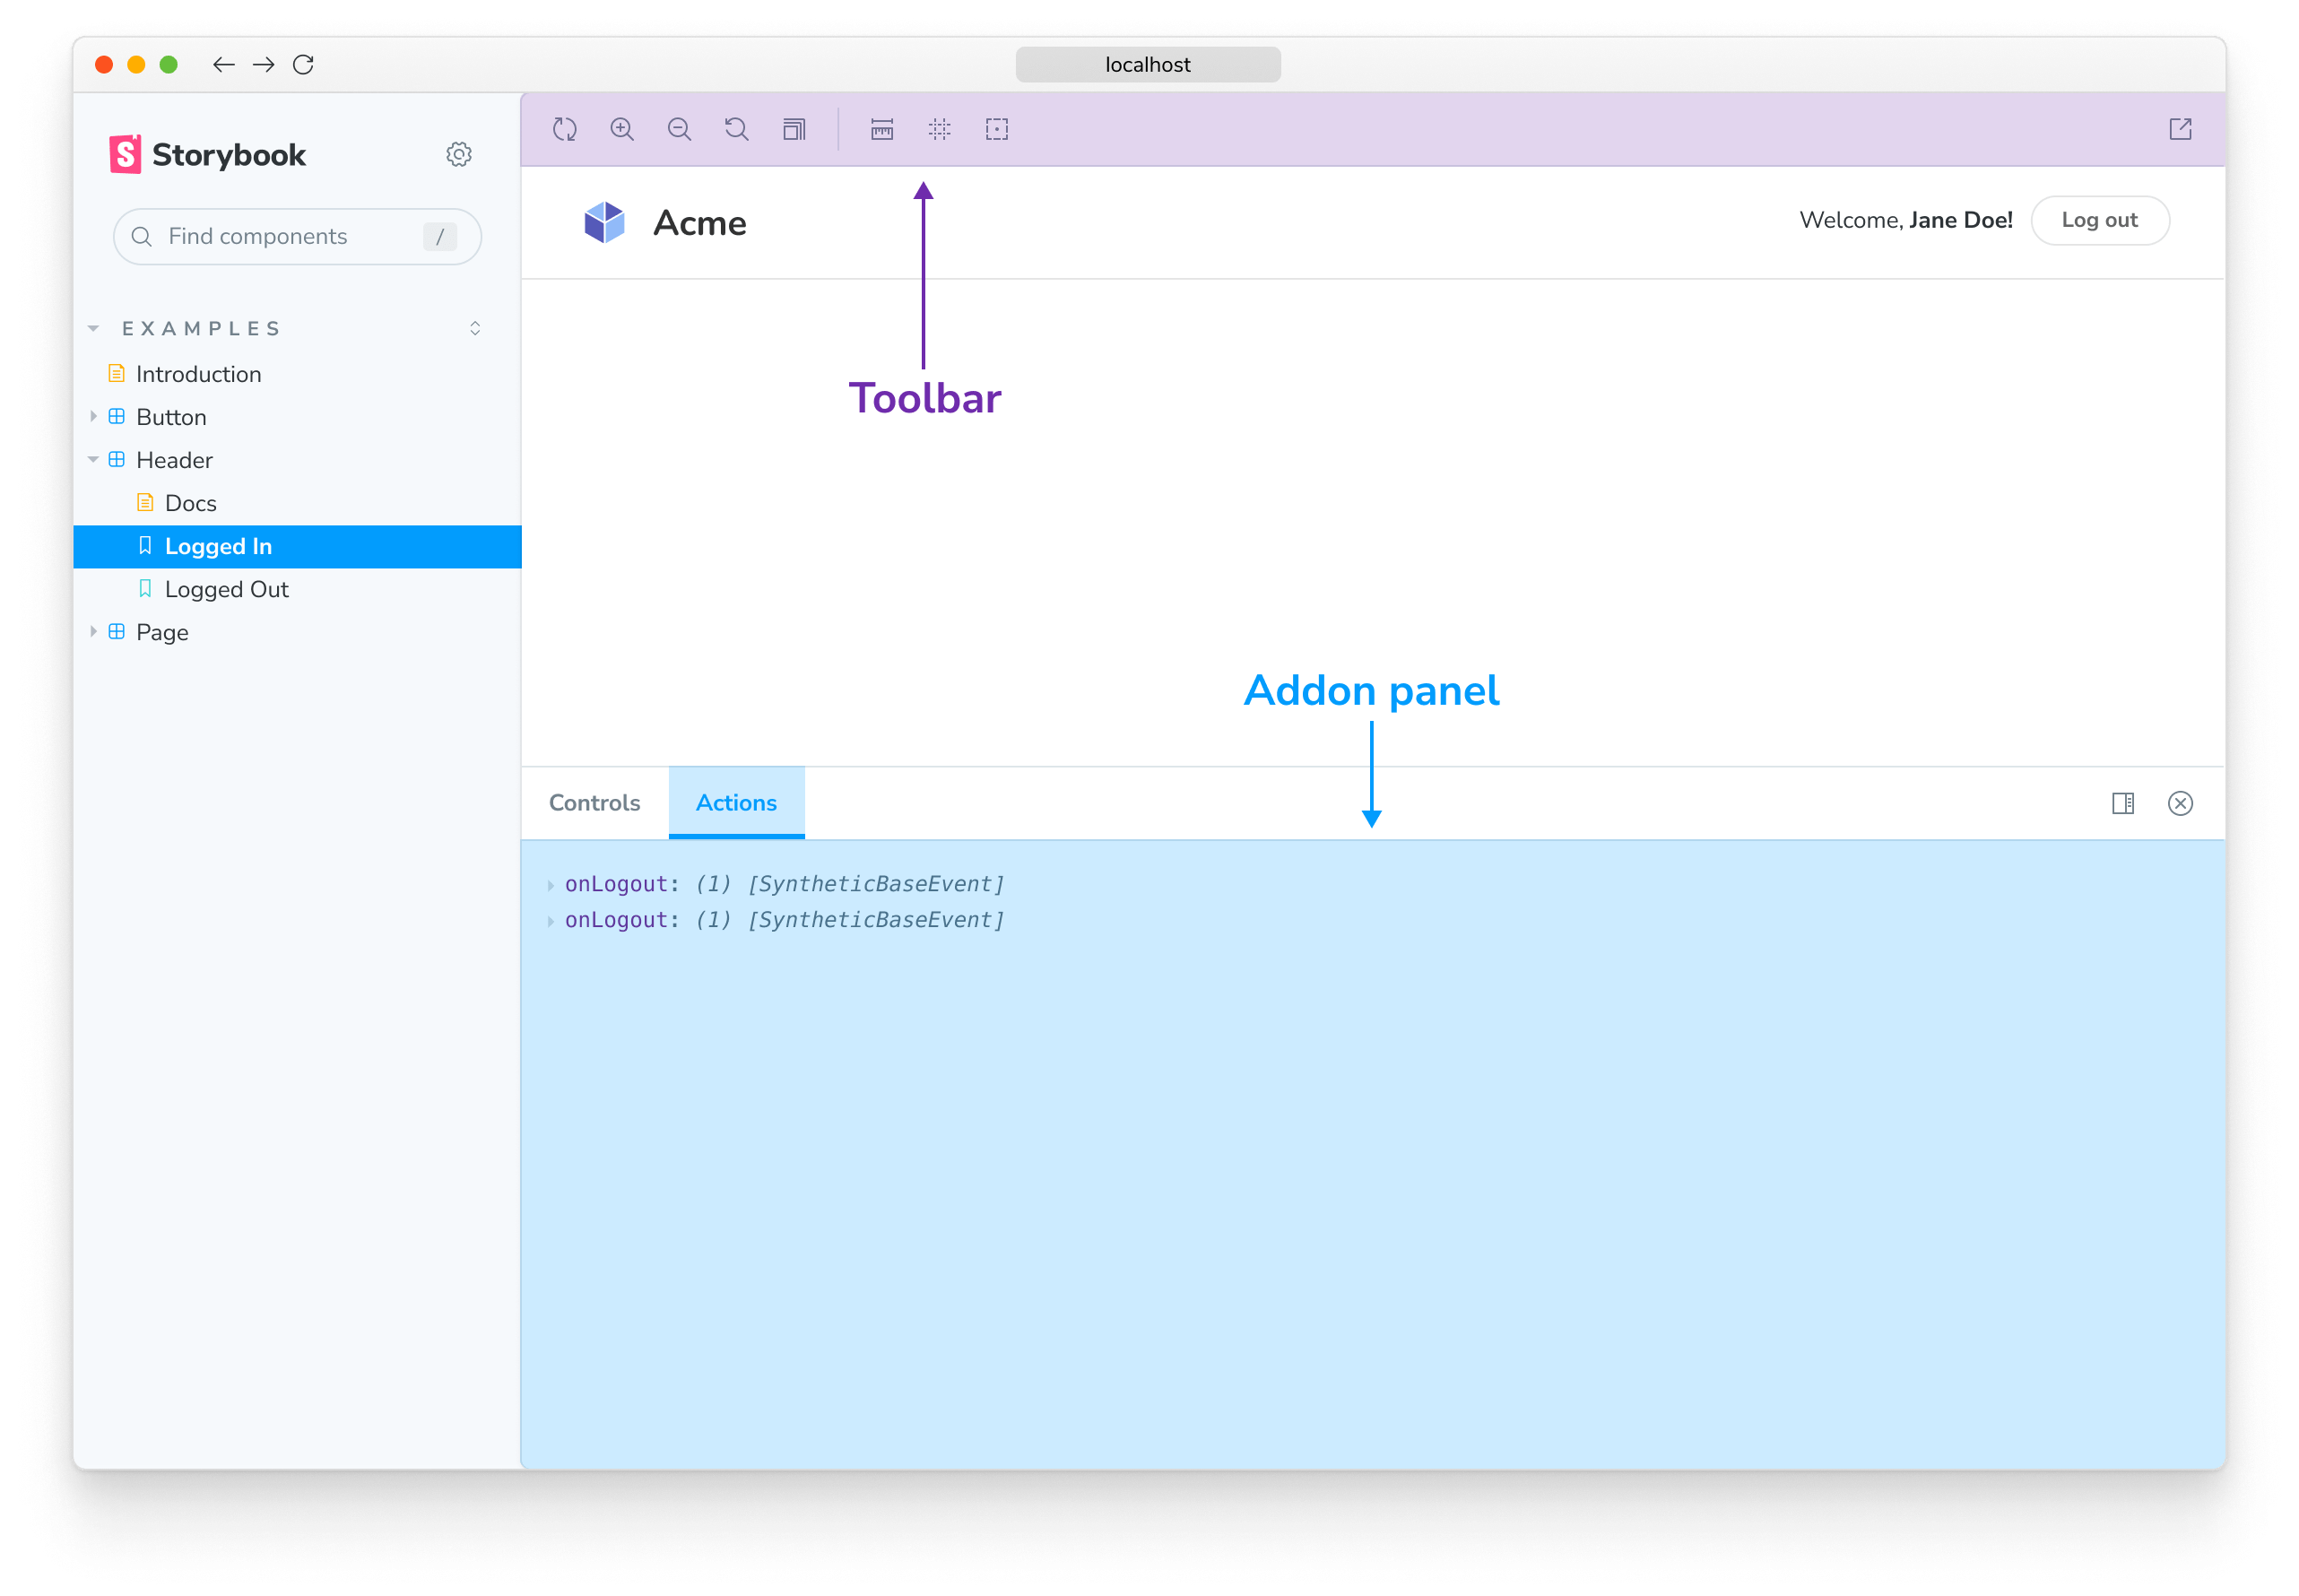 localhost
Storybook
Find components /
EXAMPLES
Introduction
Button
Header
Docs
Logged In
Logged Out
Page
Acme
Welcome, Jane Doe! Log out
Toolbar
Addon panel
Controls Actions
onLogout: (1) [SyntheticBaseEvent]
onLogout: (1) [SyntheticBaseEvent]